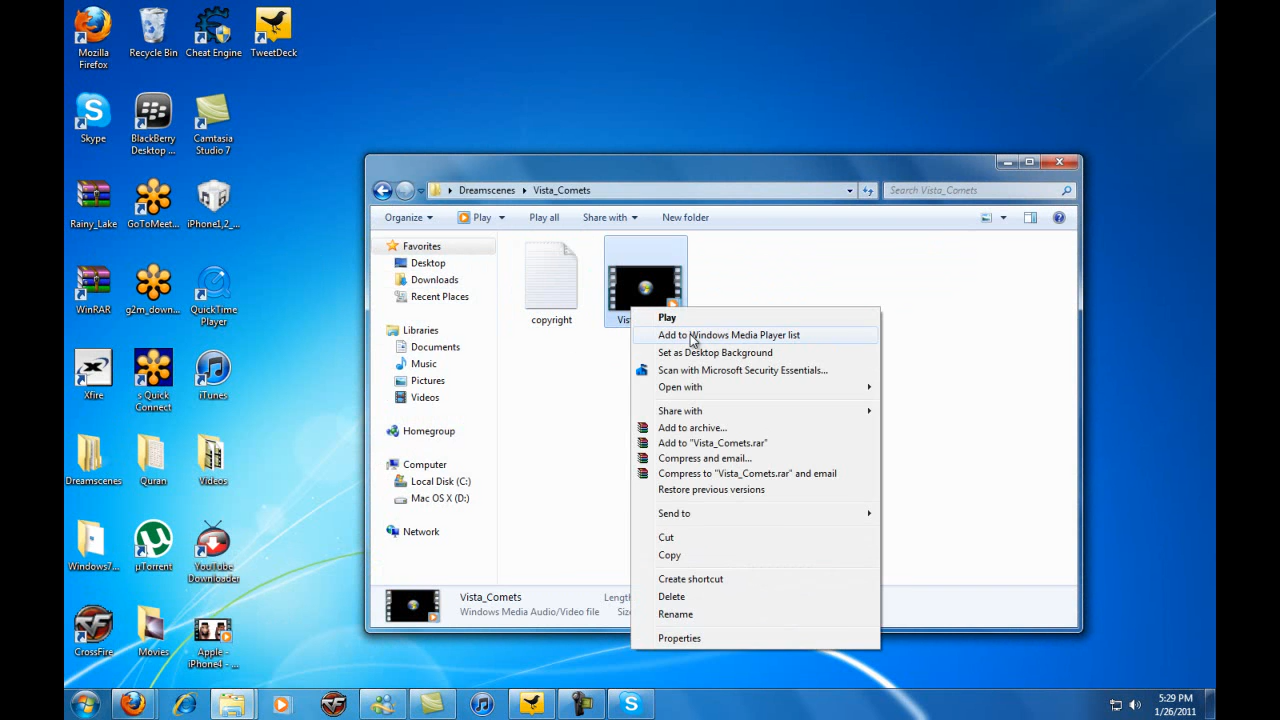 Mozilla Firefox
Recycle Bin
Cheat Engine
TweetDeck
Skype
BlackBerry Desktop ...
Camtasia Studio 7
Rainy_Lake
GoToMeet...
iPhone1,2_...
WinRAR
g2m_down...
QuickTime Player
Xfire
s Quick Connect
iTunes
Dreamscenes
Quran
Videos
Windows7...
µTorrent
YouTube Downloader
CrossFire
Movies
Apple - iPhone4 - ...
Dreamscenes
Vista_Comets
Search Vista_Comets
Organize
Play
Play all
Share with
New folder
Favorites
Desktop
Downloads
Recent Places
Libraries
Documents
Music
Pictures
Videos
Homegroup
Computer
Local Disk (C:)
Mac OS X (D:)
Network
copyright
Vis
Play
Add to Windows Media Player list
Set as Desktop Background
Scan with Microsoft Security Essentials...
Open with
Share with
Add to archive...
Add to "Vista_Comets.rar"
Compress and email...
Compress to "Vista_Comets.rar" and email
Restore previous versions
Send to
Cut
Copy
Create shortcut
Delete
Rename
Properties
Vista_Comets
Length
Windows Media Audio/Video file
Siz
5:29 PM
1/26/2011